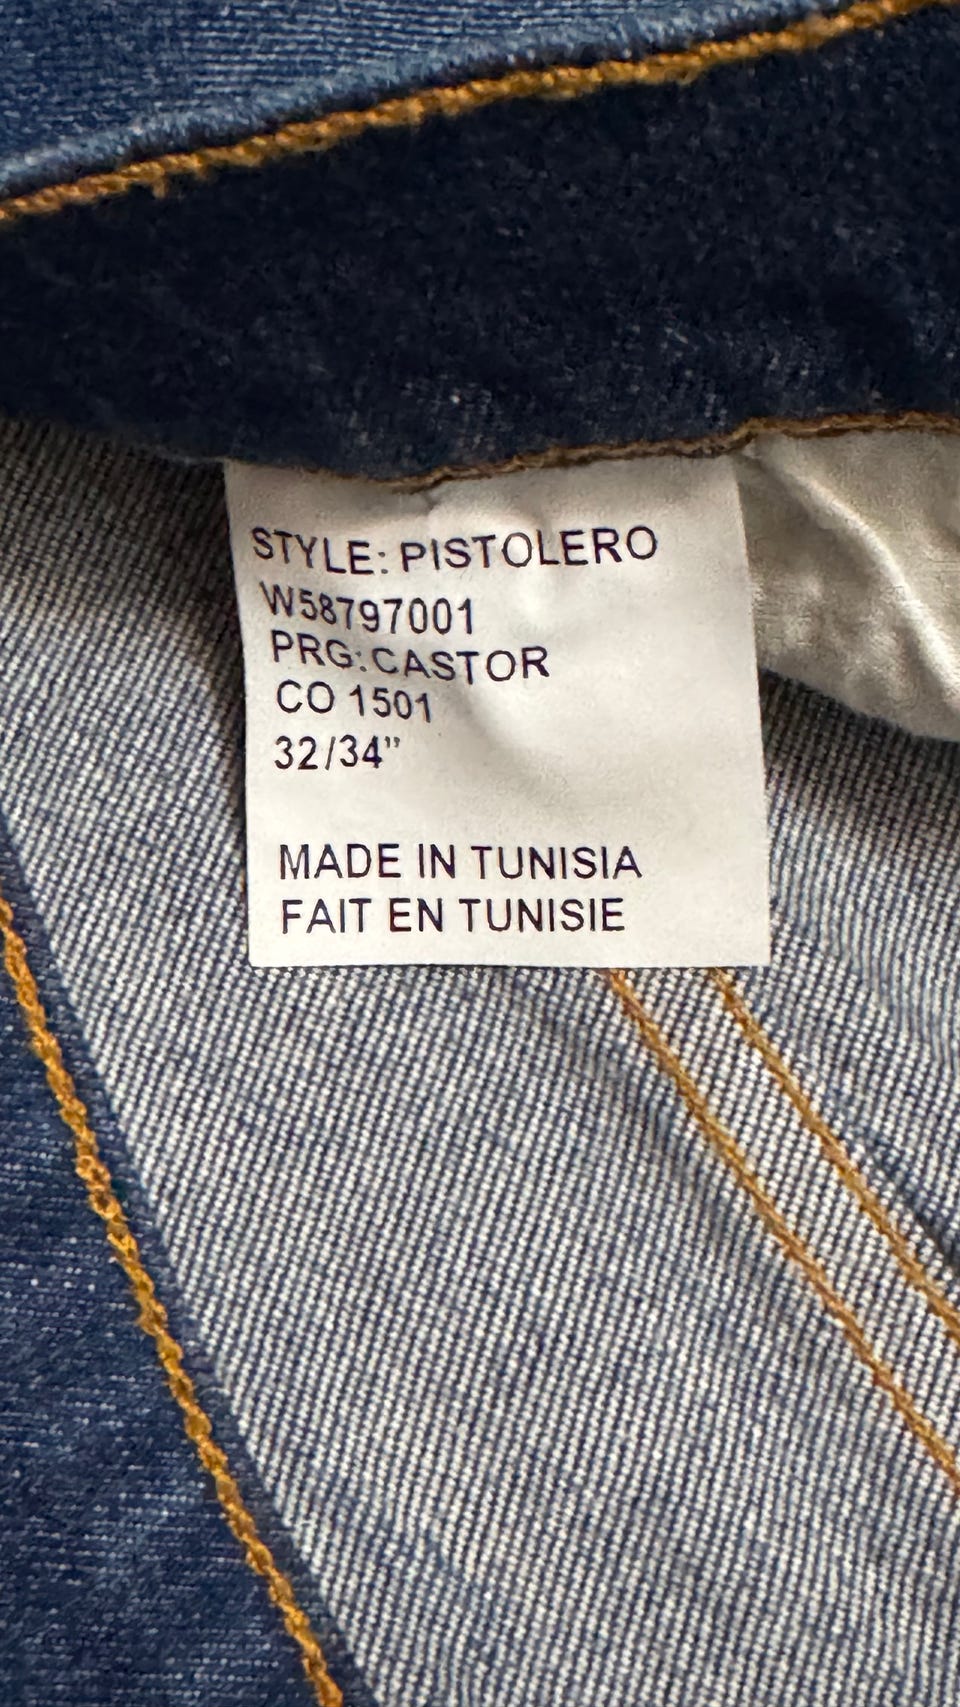 STYLE: PISTOLERO
W58797001
PRG:CASTOR
CO 1501
32/34"
MADE IN TUNISIA
FAIT EN TUNISIE